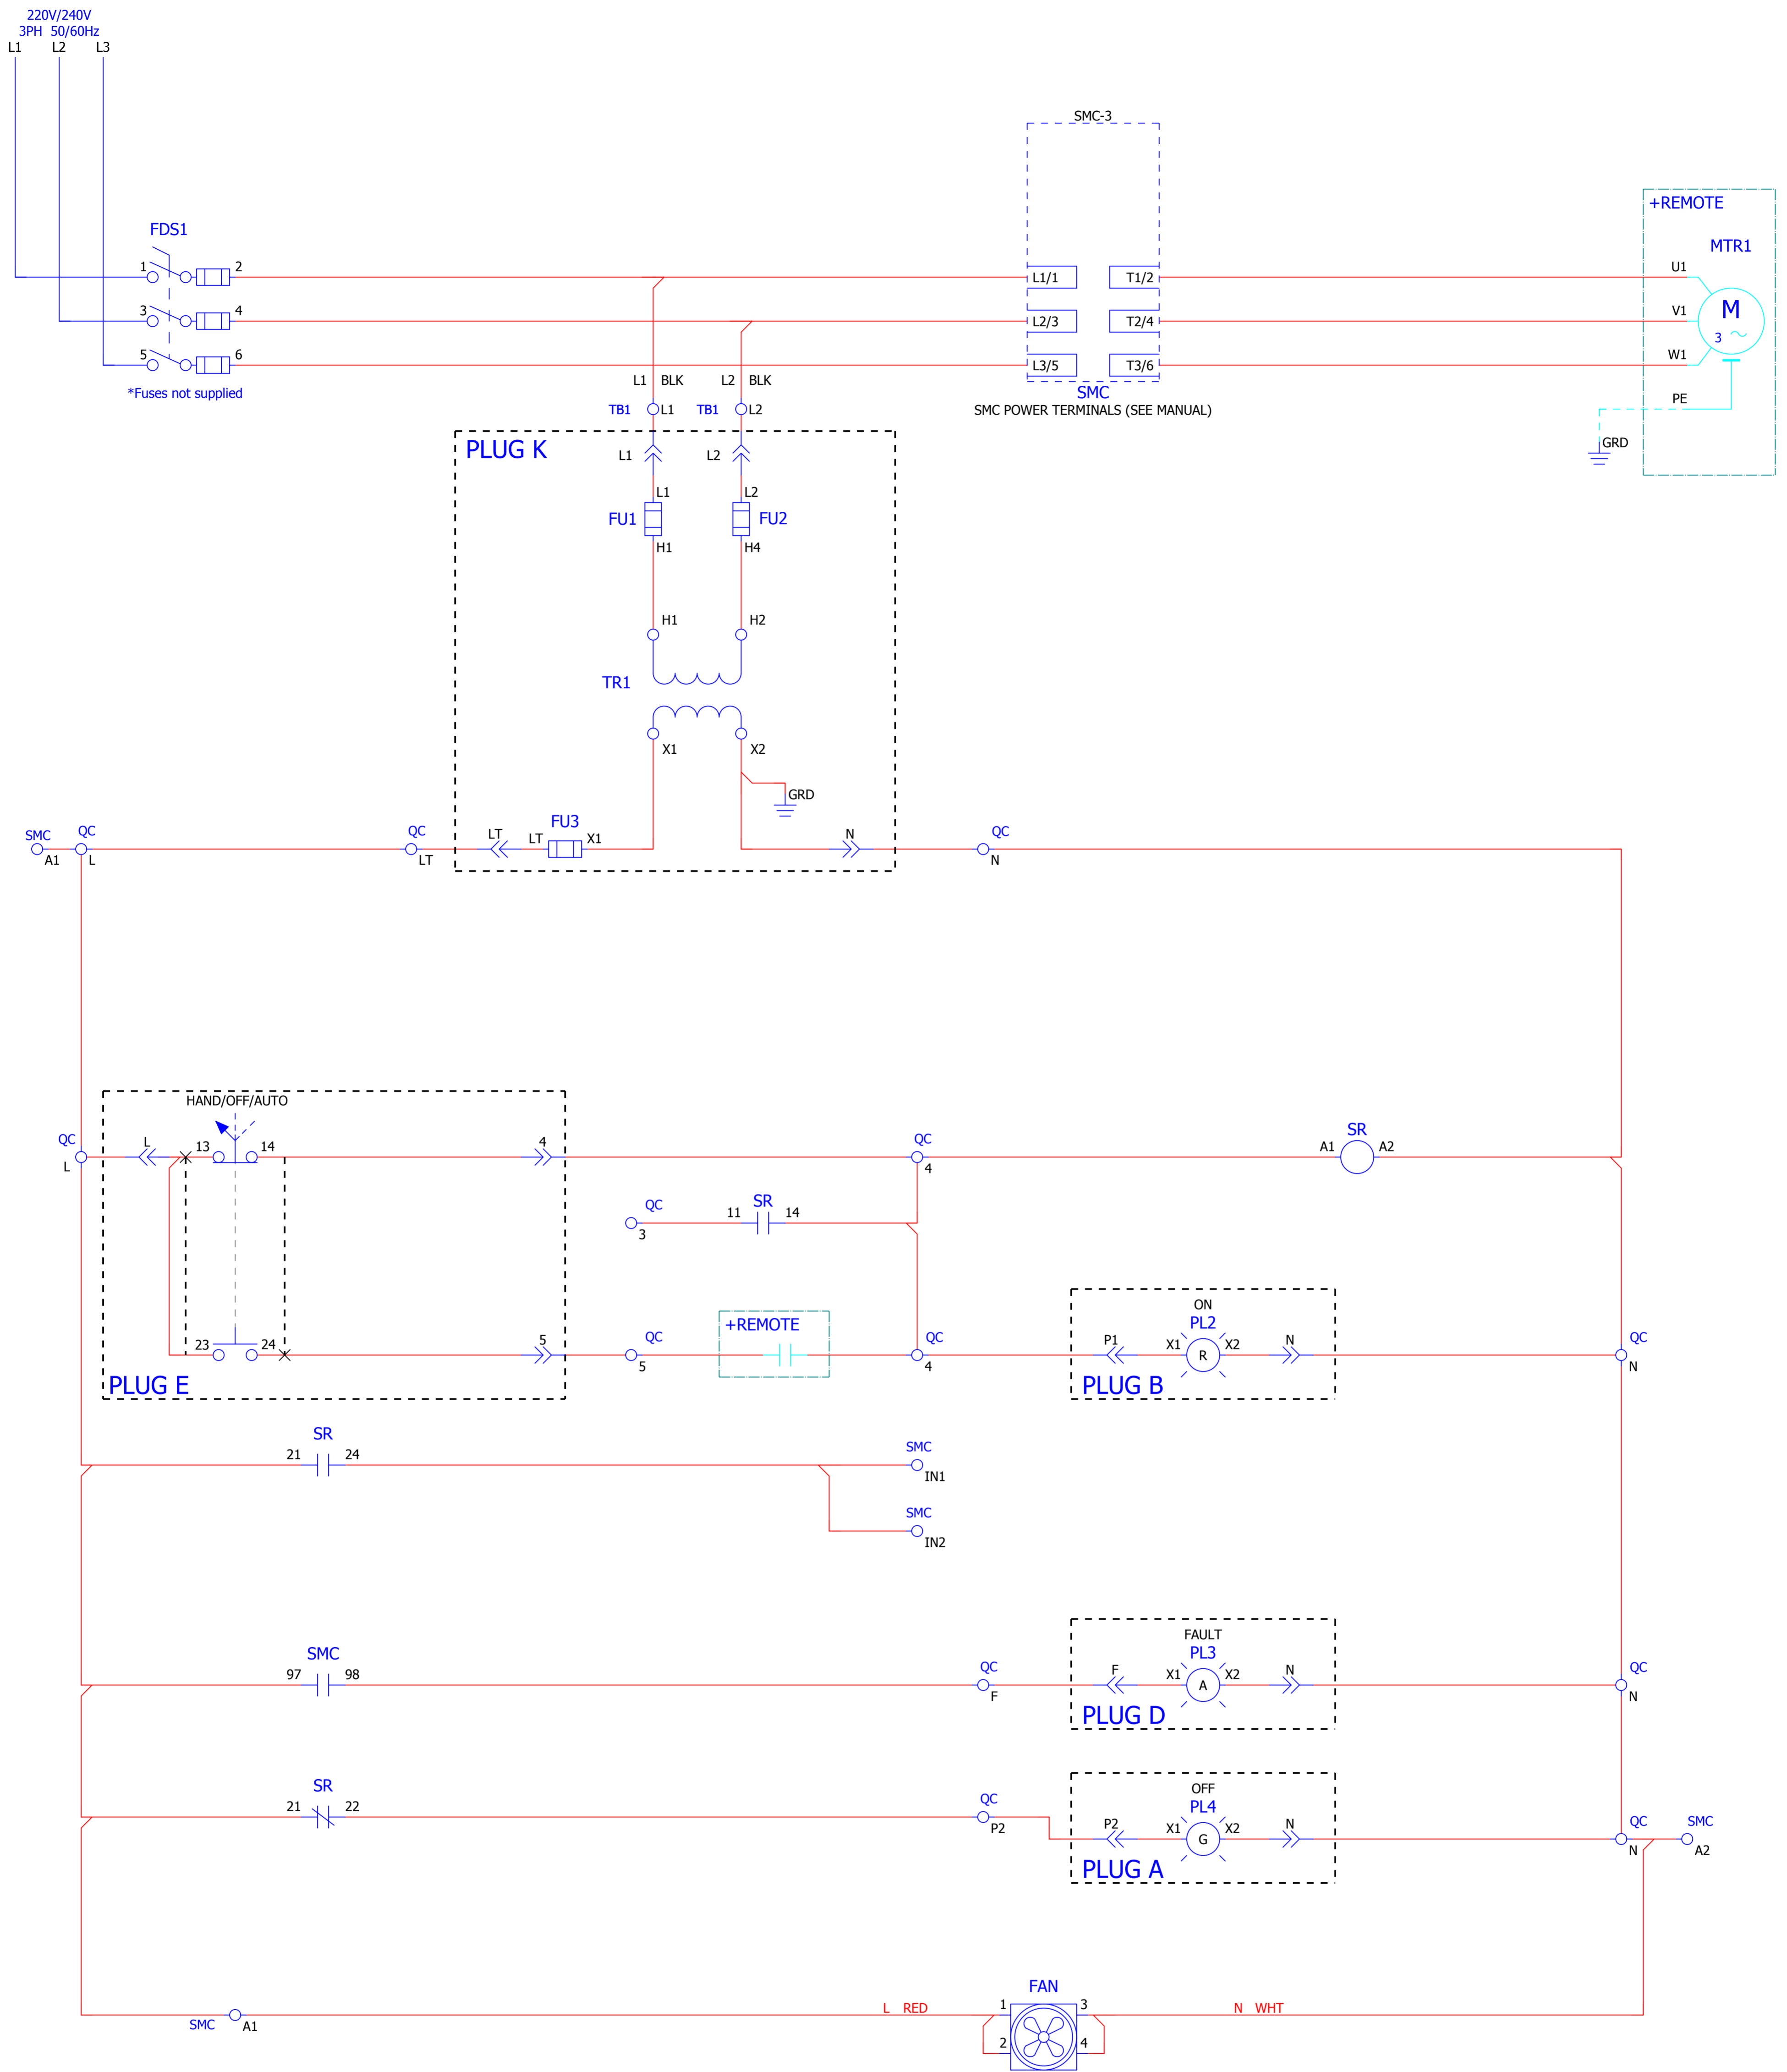 220V/240V
3PH 50/60Hz
L1 L2 L3
SMC-3
+REMOTE
MTR1
FDS1
1 2
L1/1 T1/2
U1
3 4
L2/3 T2/4
V1
M
3
5 6
L3/5 T3/6
W1
*Fuses not supplied
L1 BLK L2 BLK
SMC
PE
TB1 L1 TB1 L2
SMC POWER TERMINALS (SEE MANUAL)
GRD
PLUG K
L1 L2
L1 L2
FU1 FU2
H1 H4
H1 H2
TR1
X1 X2
GRD
SMC QC QC LT FU3 N QC
LT X1
A1 L LT N
HAND/OFF/AUTO
QC L 13 14 4 QC SR
A1 A2
L 4
QC SR
11 14
3
ON
+REMOTE
PL2
23 24 5 QC P1 X1 X2 N QC
R
5 4 N
PLUG E
PLUG B
SR
21 24
SMC
IN1
SMC
IN2
FAULT
SMC PL3
97 98 QC F X1 X2 N QC
A
F N
PLUG D
SR OFF
21 22 QC PL4
P2 P2 X1 X2 N QC SMC
G
N A2
PLUG A
FAN
1 3
L RED N WHT
SMC A1
2 4